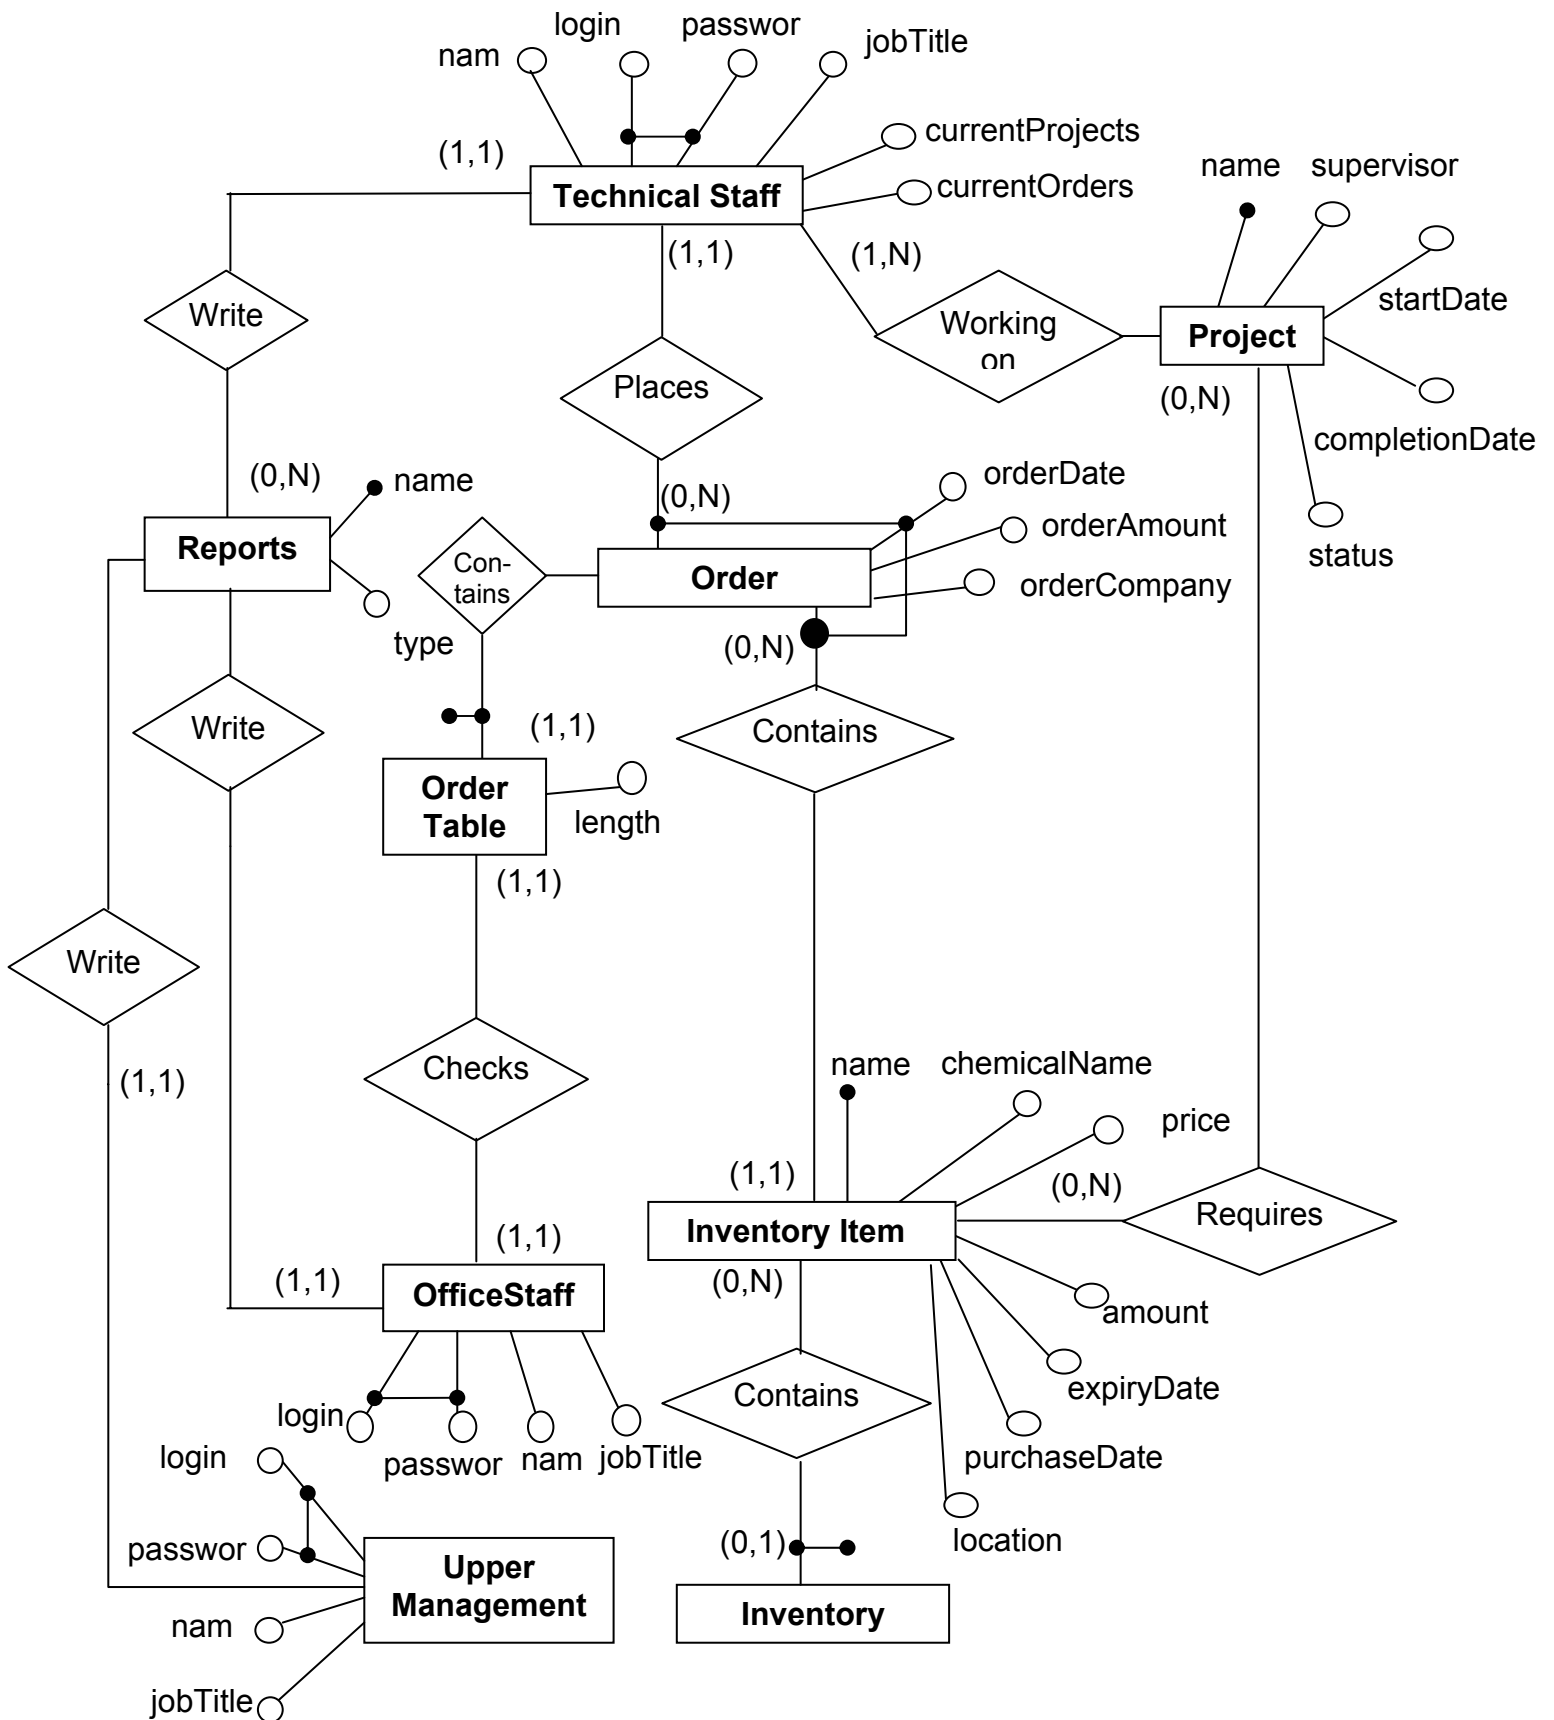 login
passwor
jobTitle
nam
currentProjects
(1,1)
name
supervisor
Technical Staff
currentOrders
(1,1)
(1,N)
startDate
Write
Working
on
Project
Places
(0,N)
completionDate
(0,N)
name
orderDate
(0,N)
orderAmount
Reports
Con-
tains
Order
status
orderCompany
type
(0,N)
Write
(1,1)
Contains
Order
Table
length
(1,1)
Write
Checks
name
chemicalName
(1,1)
price
(1,1)
(0,N)
Requires
(1,1)
Inventory Item
(1,1)
OfficeStaff
(0,N)
amount
expiryDate
Contains
login
passwor
nam
jobTitle
login
purchaseDate
passwor
(0,1)
location
Upper
Management
nam
Inventory
jobTitle